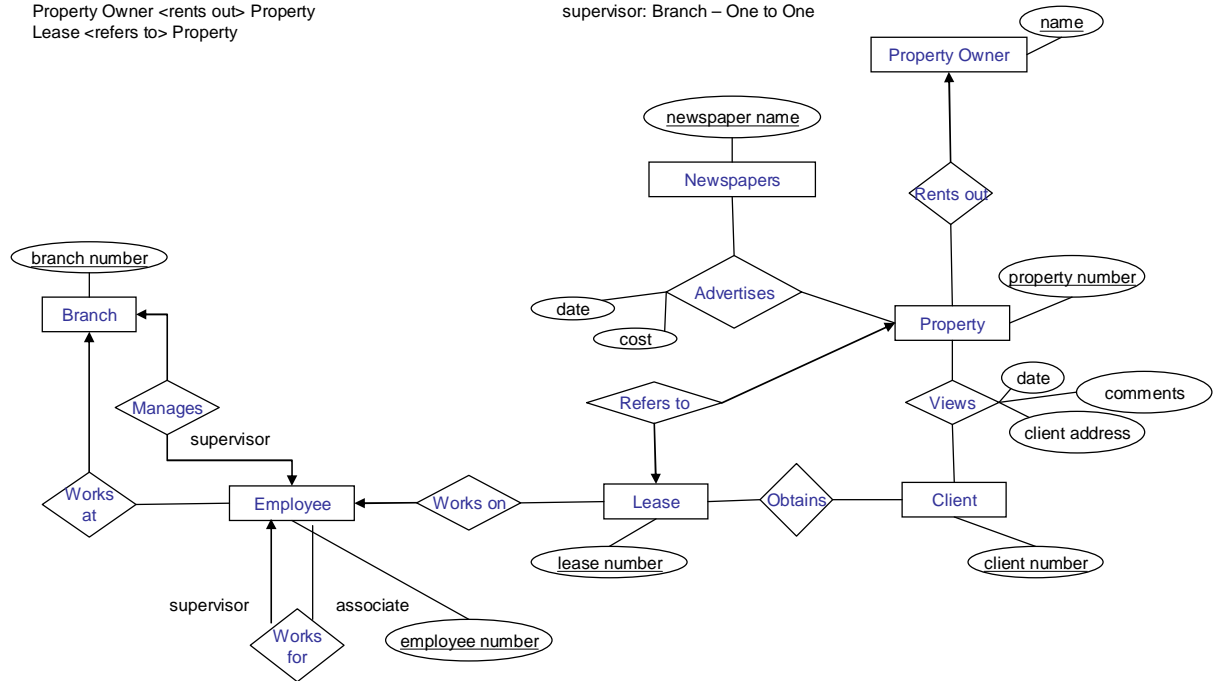 Property Owner <rents out> Property
Lease <refers to> Property
supervisor: Branch – One to One
name
Property Owner
newspaper name
Newspapers
Rents out
branch number
property number
Branch
Advertises
date
Property
cost
date
comments
Manages
Refers to
Views
client address
supervisor
Works
at
Employee
Works on
Lease
Obtains
Client
lease number
client number
supervisor
associate
Works
for
employee number